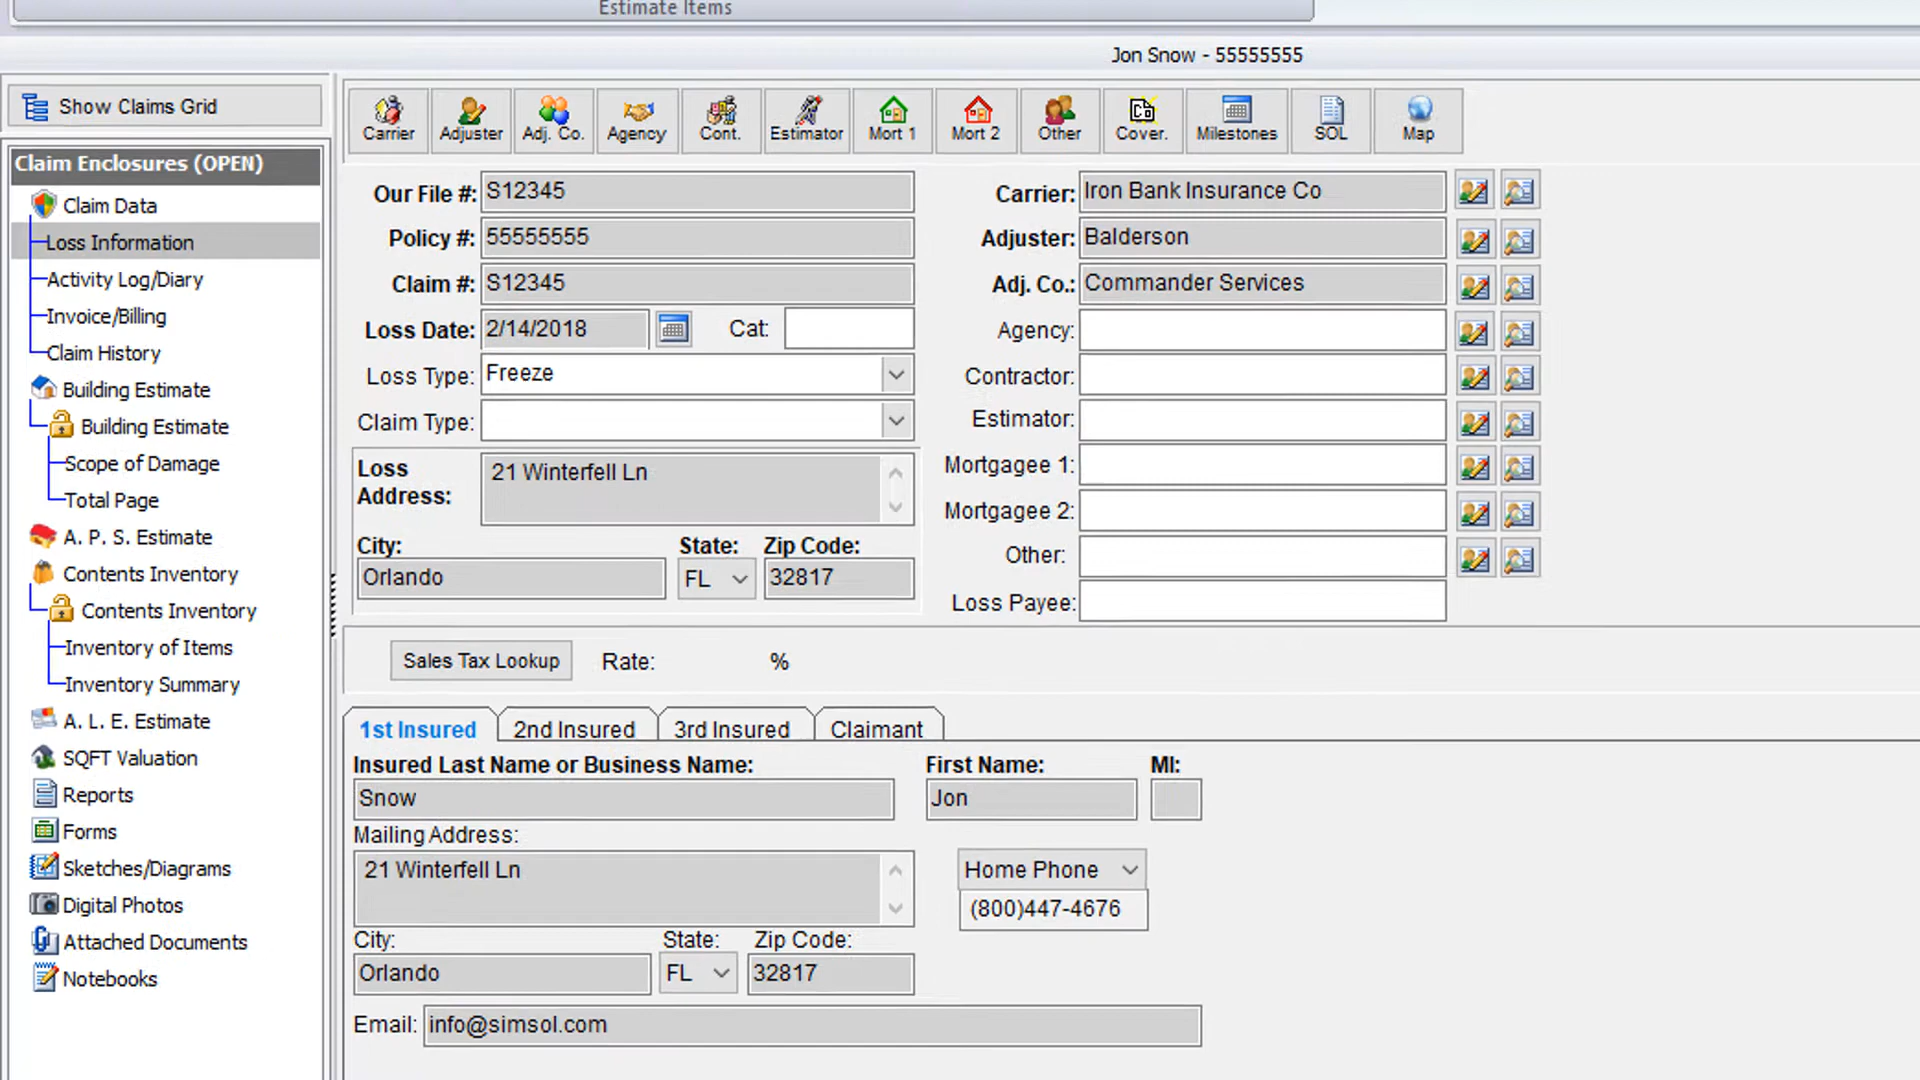 Estimate Items
Jon Snow - 55555555
Show Claims Grid
Carrier Adjuster Adj. Co. Agency Cont. Estimator Mort 1 Mort 2 Other Cover. Milestones SOL Map
Claim Enclosures (OPEN)
Claim Data
Loss Information
Activity Log/Diary
Invoice/Billing
Claim History
Building Estimate
Building Estimate
Scope of Damage
Total Page
A. P. S. Estimate
Contents Inventory
Contents Inventory
Inventory of Items
Inventory Summary
A. L. E. Estimate
SQFT Valuation
Reports
Forms
Sketches/Diagrams
Digital Photos
Attached Documents
Notebooks
Our File #: S12345
Policy #: 55555555
Claim #: S12345
Loss Date: 2/14/2018 Cat:
Loss Type: Freeze
Claim Type:
Loss Address: 21 Winterfell Ln
City: State: Zip Code:
Orlando FL 32817
Carrier: Iron Bank Insurance Co
Adjuster: Balderson
Adj. Co.: Commander Services
Agency:
Contractor:
Estimator:
Mortgagee 1:
Mortgagee 2:
Other:
Loss Payee:
Sales Tax Lookup Rate: %
1st Insured 2nd Insured 3rd Insured Claimant
Insured Last Name or Business Name: First Name: MI:
Snow Jon
Mailing Address:
21 Winterfell Ln
Home Phone
(800)447-4676
City: State: Zip Code:
Orlando FL 32817
Email: info@simsol.com